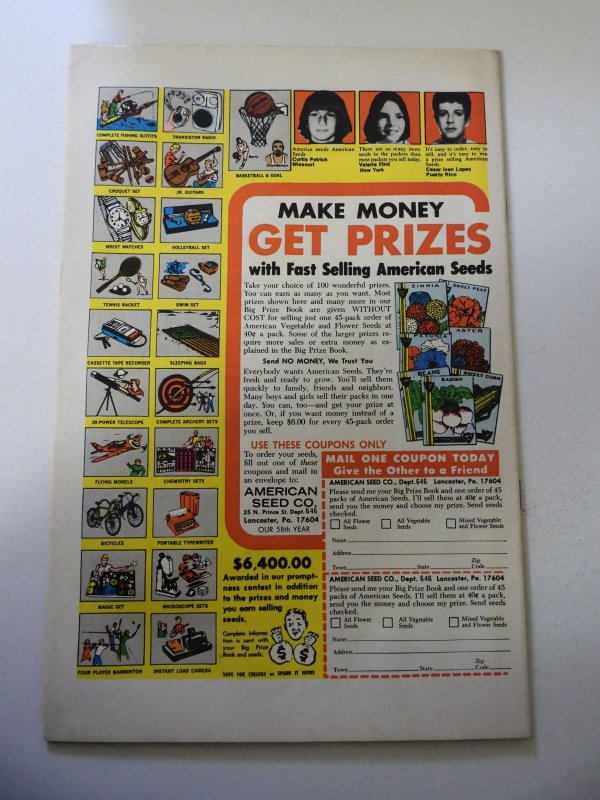 COMPLETE FISHING OUTFITS
TRANSISTOR RADIO
CROQUET SET
JR. GUITARS
WRIST WATCHES
VOLLEYBALL SET
TENNIS RACKET
SWIM SET
CASSETTE TAPE RECORDER
SLEEPING BAGS
30-POWER TELESCOPE
COMPLETE ARCHERY SETS
FLYING MODELS
CHEMISTRY SETS
BICYCLES
PORTABLE TYPEWRITER
MAGIC SET
MICROSCOPE SETS
FOUR PLAYER BADMINTON
INSTANT LOAD CAMERA
Barry
Chamberlain
BASKETBALL & GOAL
America needs American
Seeds
Curtis Patrick
Missouri
There are so many more
seeds in the packets than
most packets you sell today.
Valerie Flint
New York
It's easy to order, easy to
sell, and it's easy to win
a prize selling American
Seeds.
Cesar Ivan Lopez
Puerto Rico
MAKE MONEY
GET PRIZES
with Fast Selling American Seeds
Take your choice of 100 wonderful prizes.
You can earn as many as you want. Most
prizes shown here and many more in our
Big Prize Book are given WITHOUT
COST for selling just one 45-pack order of
American Vegetable and Flower Seeds at
40¢ a pack. Some of the larger prizes re-
quire more sales or extra money as ex-
plained in the Big Prize Book.
Send NO MONEY, We Trust You
Everybody wants American Seeds. They're
fresh and ready to grow. You'll sell them
quickly to family, friends and neighbors.
Many boys and girls sell their packs in one
day. You can, too—and get your prize at
once. Or, if you want money instead of a
prize, keep $6.00 for every 45-pack order
you sell.
ZINNIA
SWEET PEAS
PETUNIA
ASTER
BEANS
RADISH
SWEET CORN
USE THESE COUPONS ONLY
To order your seeds,
fill out one of these
coupons and mail in
an envelope to:
AMERICAN
SEED CO.
35 N. Prince St. Dept. 646
Lancaster, Pa. 17604
OUR 58th YEAR
$6,400.00
Awarded in our prompt-
ness contest in addition
to the prizes and money
you earn selling
seeds.
Complete informa-
tion is sent with
your Big Prize
Book and seeds.
$ $
SAVE FOR COLLEGE or SPEND IT NOW!
MAIL ONE COUPON TODAY
Give the Other to a Friend
AMERICAN SEED CO., Dept. 646 Lancaster, Pa. 17604
Please send me your Big Prize Book and one order of 45
packs of American Seeds. I'll sell them at 40¢ a pack,
send you the money and choose my prize. Send seeds
checked.
All Flower Seeds
All Vegetable Seeds
Mixed Vegetable and Flower Seeds
Name
Address
Town State Zip Code
AMERICAN SEED CO., Dept. 646 Lancaster, Pa. 17604
Please send me your Big Prize Book and one order of 45
packs of American Seeds. I'll sell them at 40¢ a pack,
send you the money and choose my prize. Send seeds
checked.
All Flower Seeds
All Vegetable Seeds
Mixed Vegetable and Flower Seeds
Name
Address
Town State Zip Code